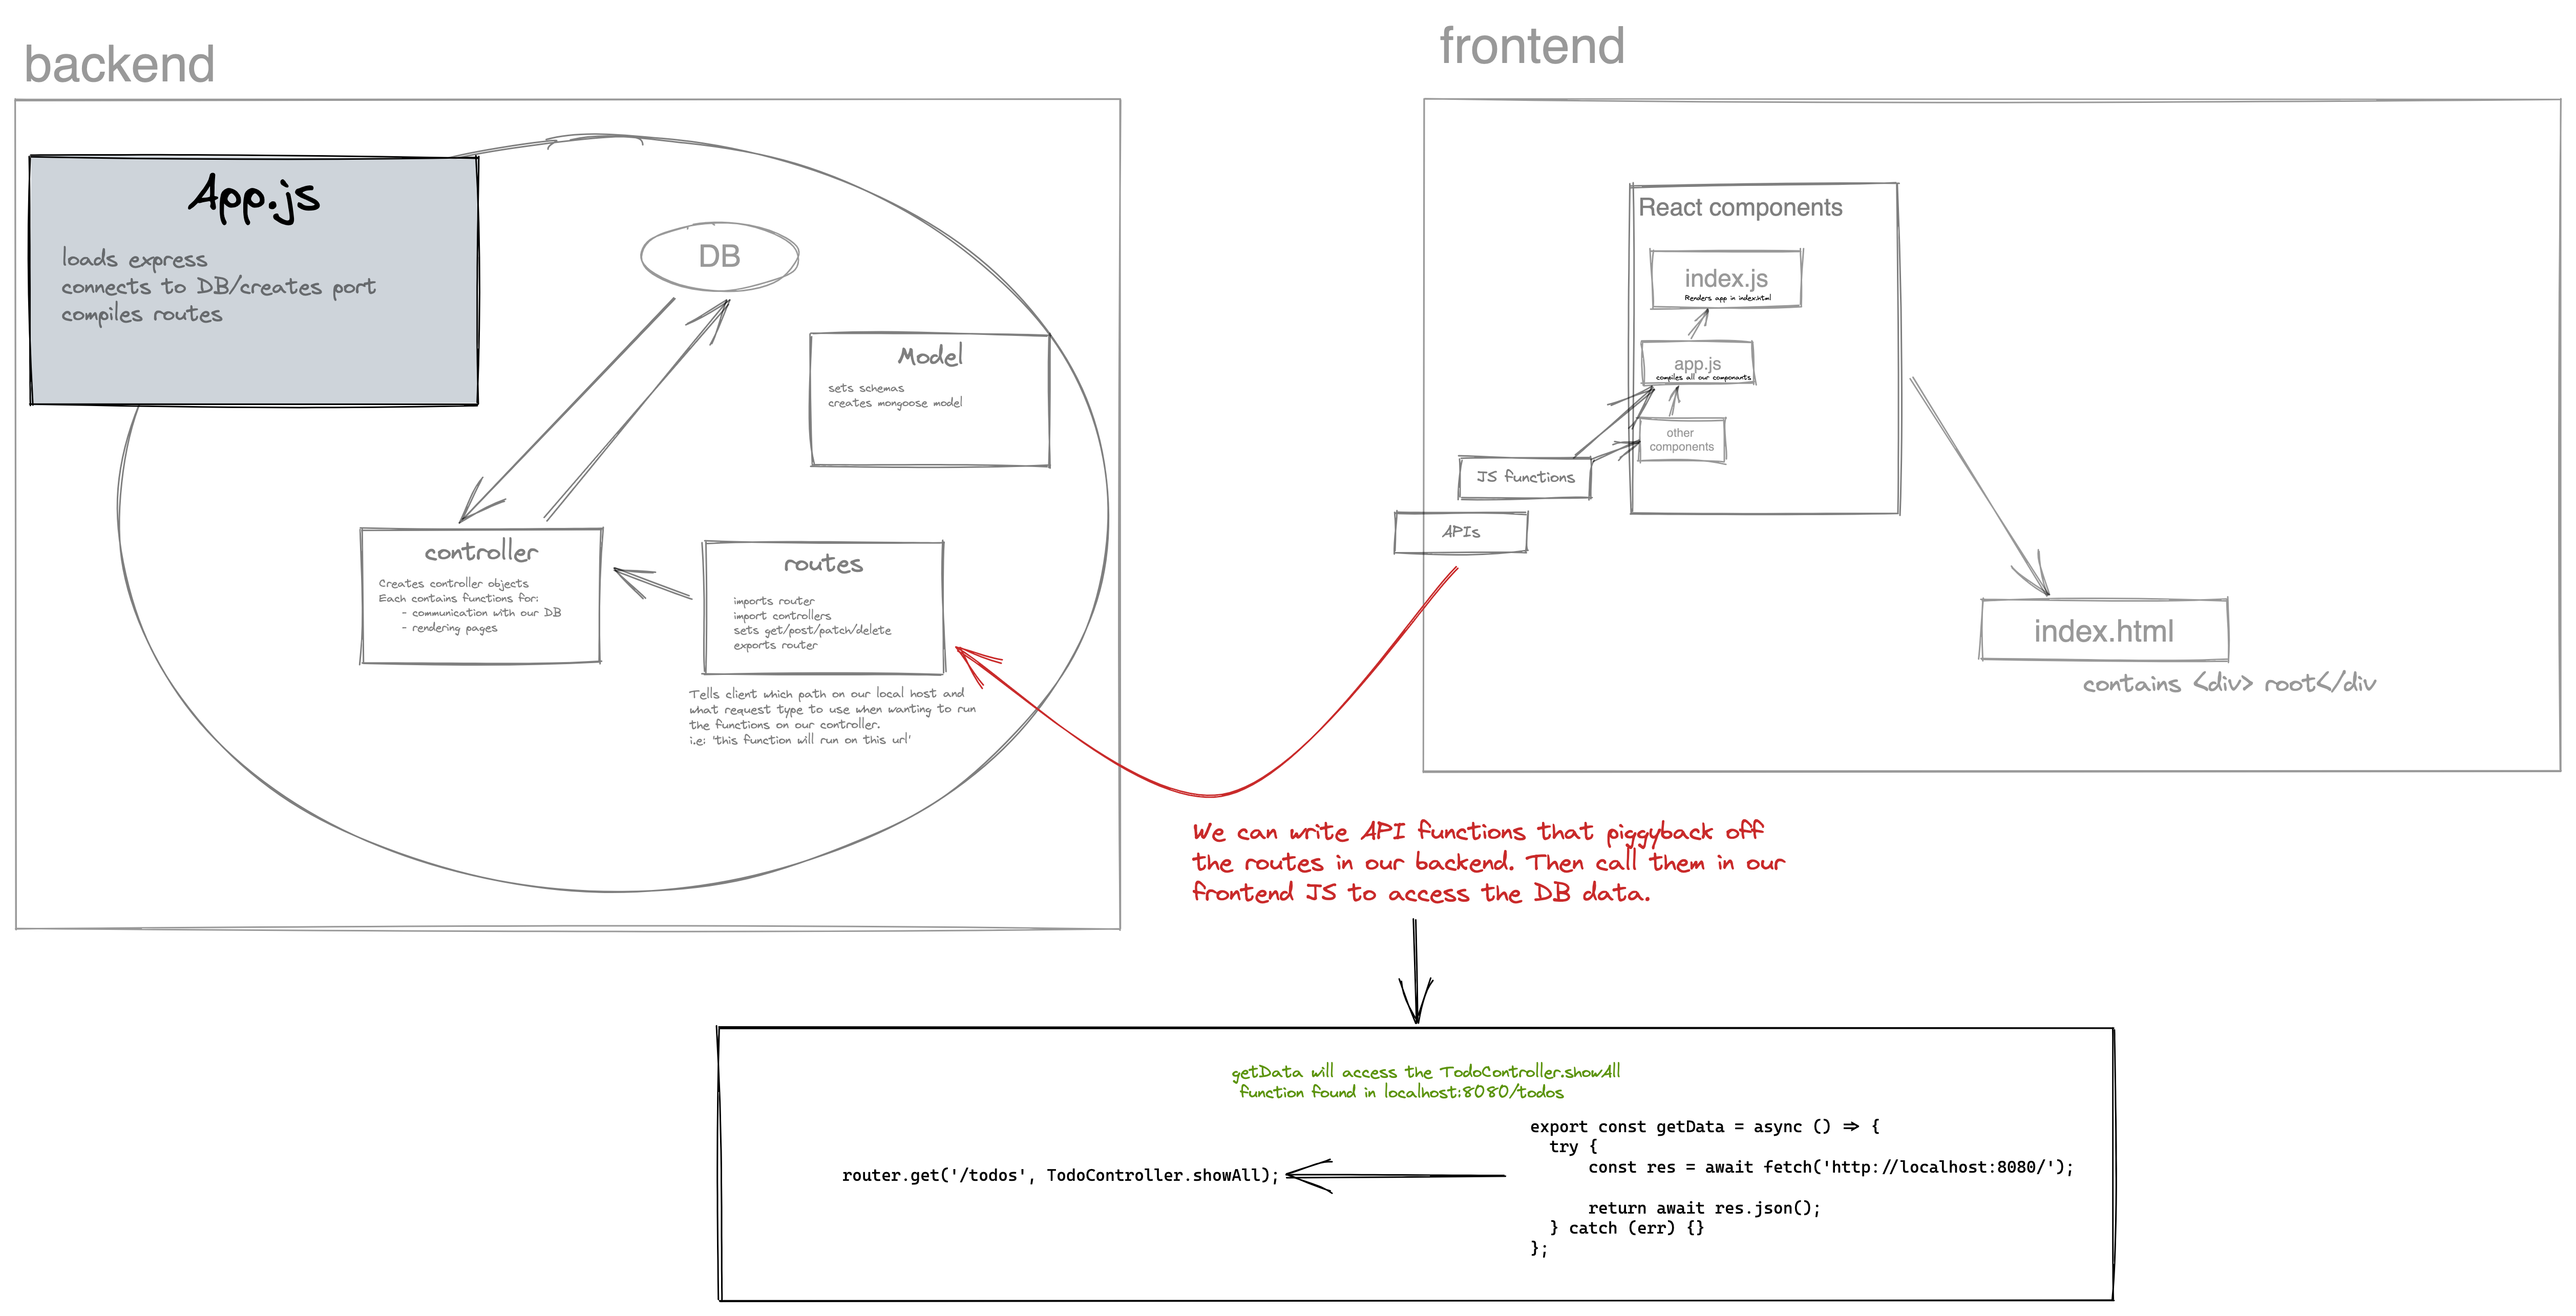 backend
App.js
loads express
connects to DB/creates port
compiles routes
DB
Model
sets schemas
creates mongoose model
controller
Creates controller objects
Each contains functions for:
- communication with our DB
- rendering pages
routes
imports router
import controllers
sets get/post/patch/delete
exports router
Tells client which path on our local host and
what request type to use when wanting to run
the functions on our controller.
i.e: 'this function will run on this url'
frontend
React components
index.js
Renders app in index.html
app.js
compiles all our componants
other
components
JS functions
APIs
index.html
contains <div> root</div
We can write API functions that piggyback off
the routes in our backend. Then call them in our
frontend JS to access the DB data.
getData will access the TodoController.showAll
function found in localhost:8080/todos
router.get('/todos', TodoController.showAll);
export const getData = async () => {
try {
const res = await fetch('http://localhost:8080/');
return await res.json();
} catch (err) {}
};